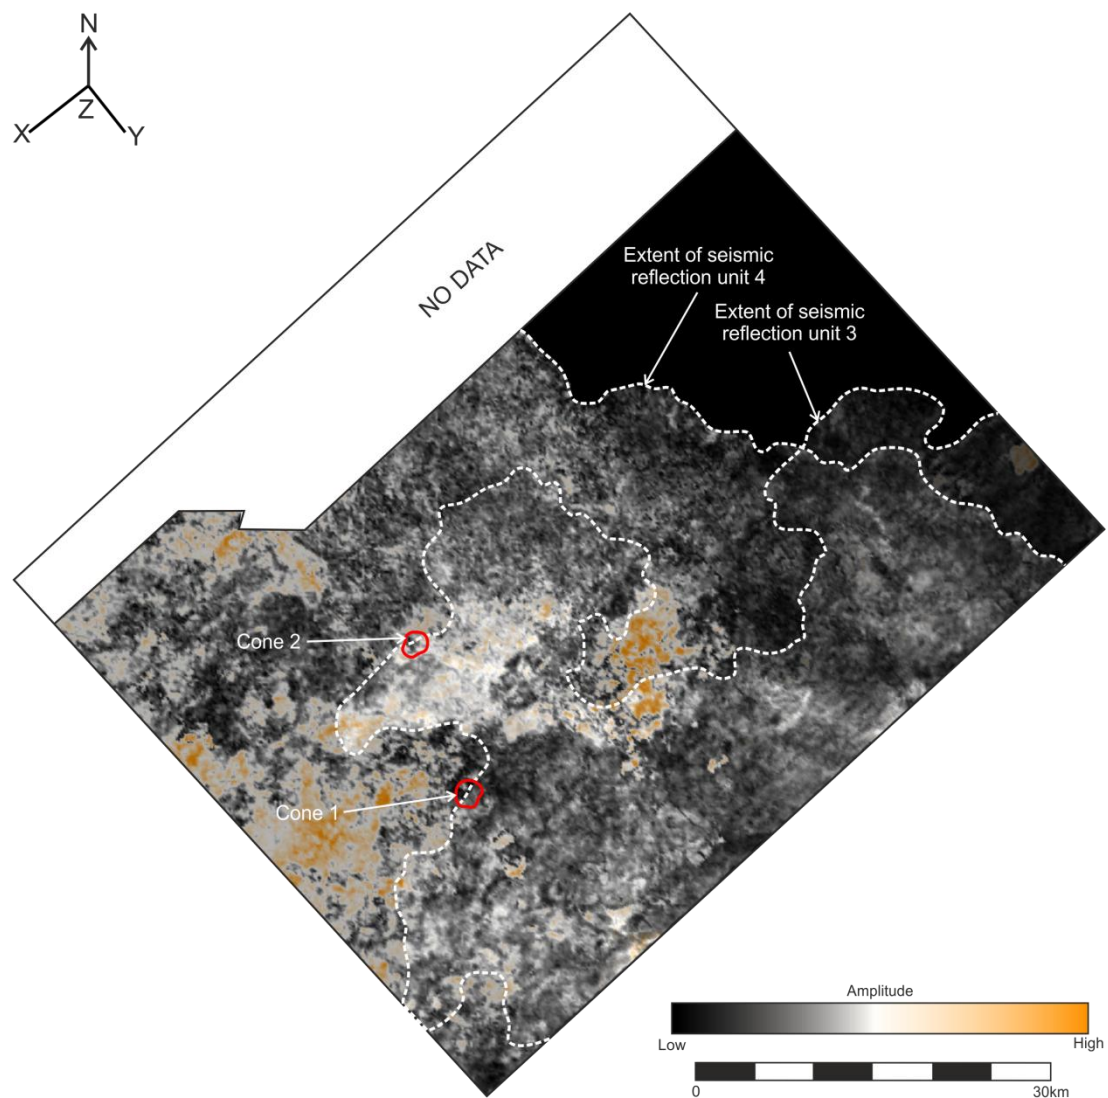 N
Z
X
Y
NO DATA
Extent of seismic
reflection unit 4
Extent of seismic
reflection unit 3
Cone 2
Cone 1
Amplitude
Low
High
0
30km